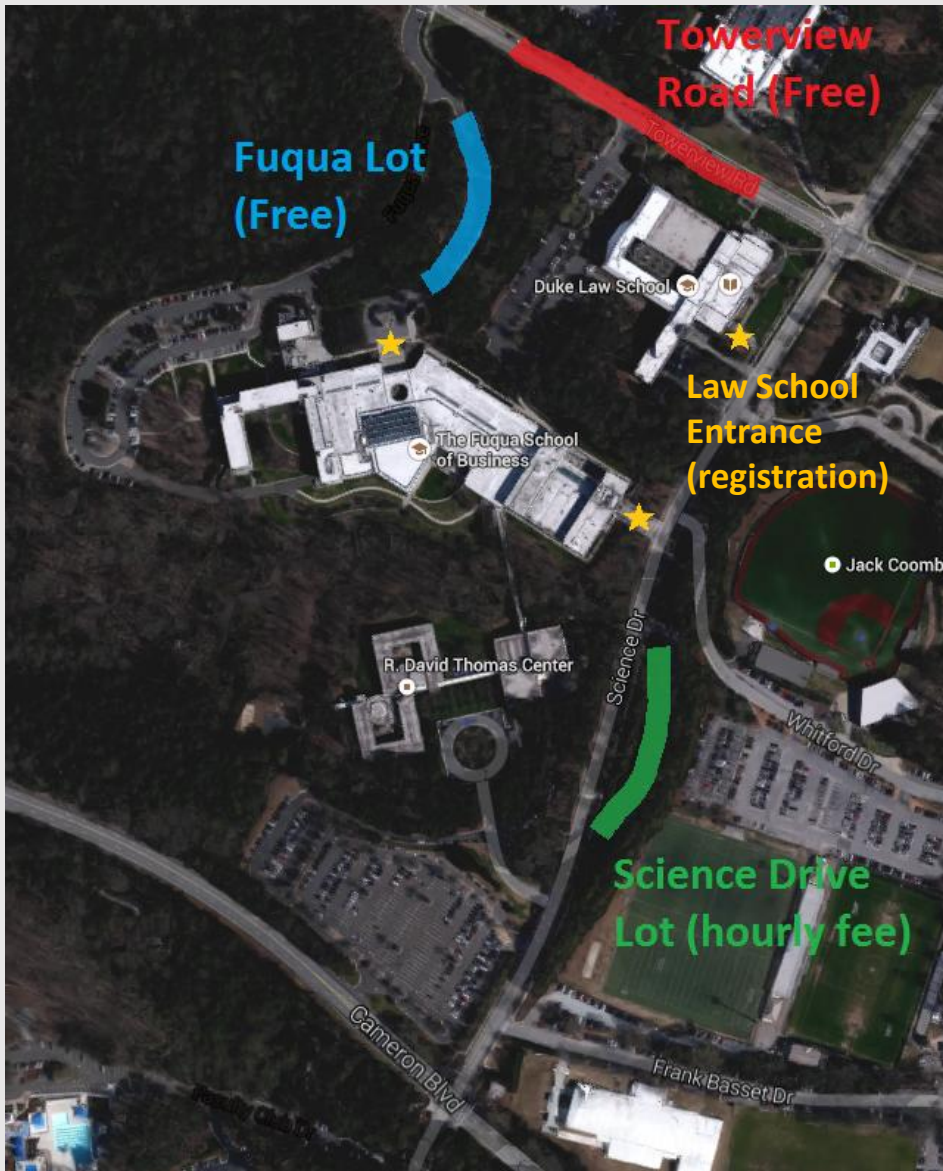 Towerview
Road (Free)
Towerview Rd
Fuqua Lot
(Free)
Duke Law School
Law School
Entrance
(registration)
The Fuqua School
of Business
Jack Coomb
R. David Thomas Center
Science Dr
Whitford Dr
Science Drive
Lot (hourly fee)
Cameron Blvd
Frank Basset Dr